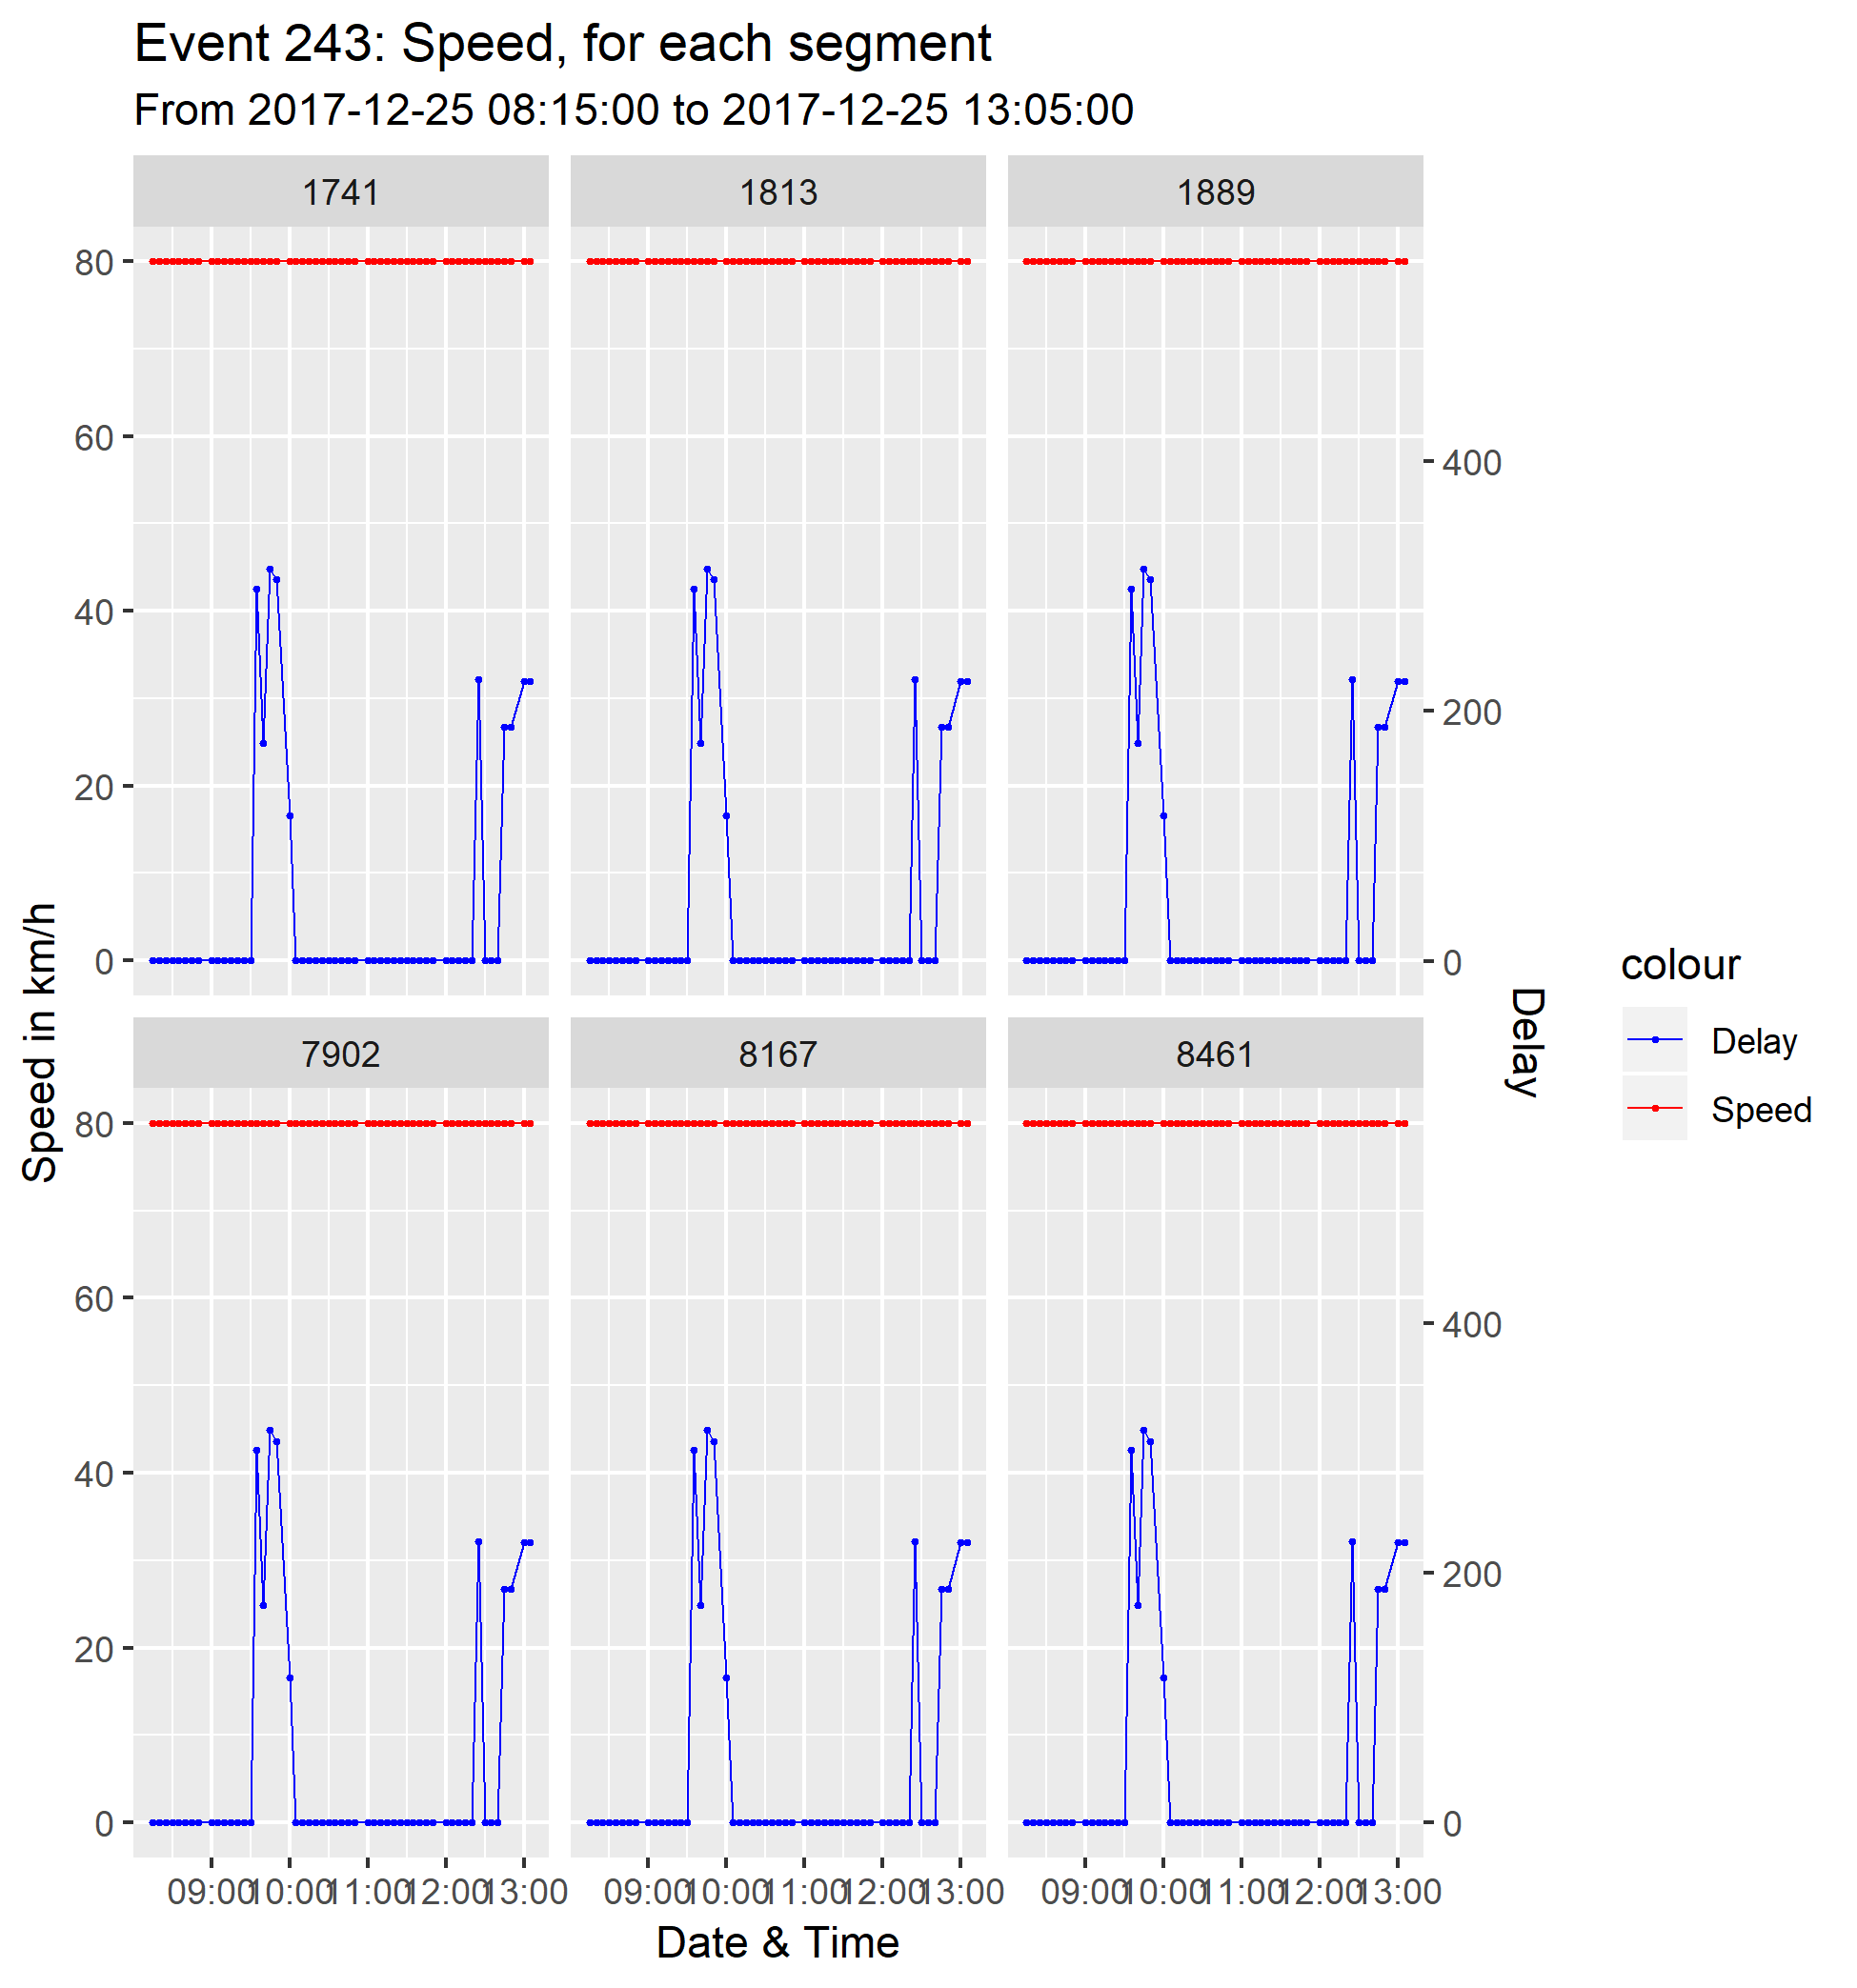 Event 243: Speed, for each segment
From 2017-12-25 08:15:00 to 2017-12-25 13:05:00
1741 1813 1889
80
60
40
20
0
400
200
0
7902 8167 8461
80
60
40
20
0
400
200
0
09:00 10:00 11:00 12:00 13:00 09:00 10:00 11:00 12:00 13:00 09:00 10:00 11:00 12:00 13:00
Date & Time
Speed in km/h
Delay
colour
Delay
Speed